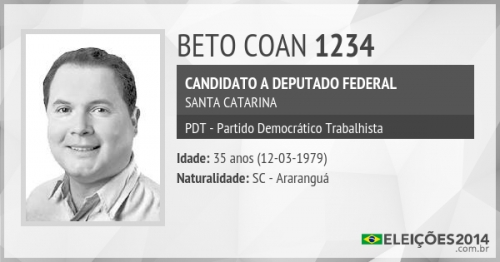 BETO COAN 1234
CANDIDATO A DEPUTADO FEDERAL
SANTA CATARINA
PDT - Partido Democrático Trabalhista
Idade: 35 anos (12-03-1979)
Naturalidade: SC - Araranguá
ELEIÇÕES2014
.com.br